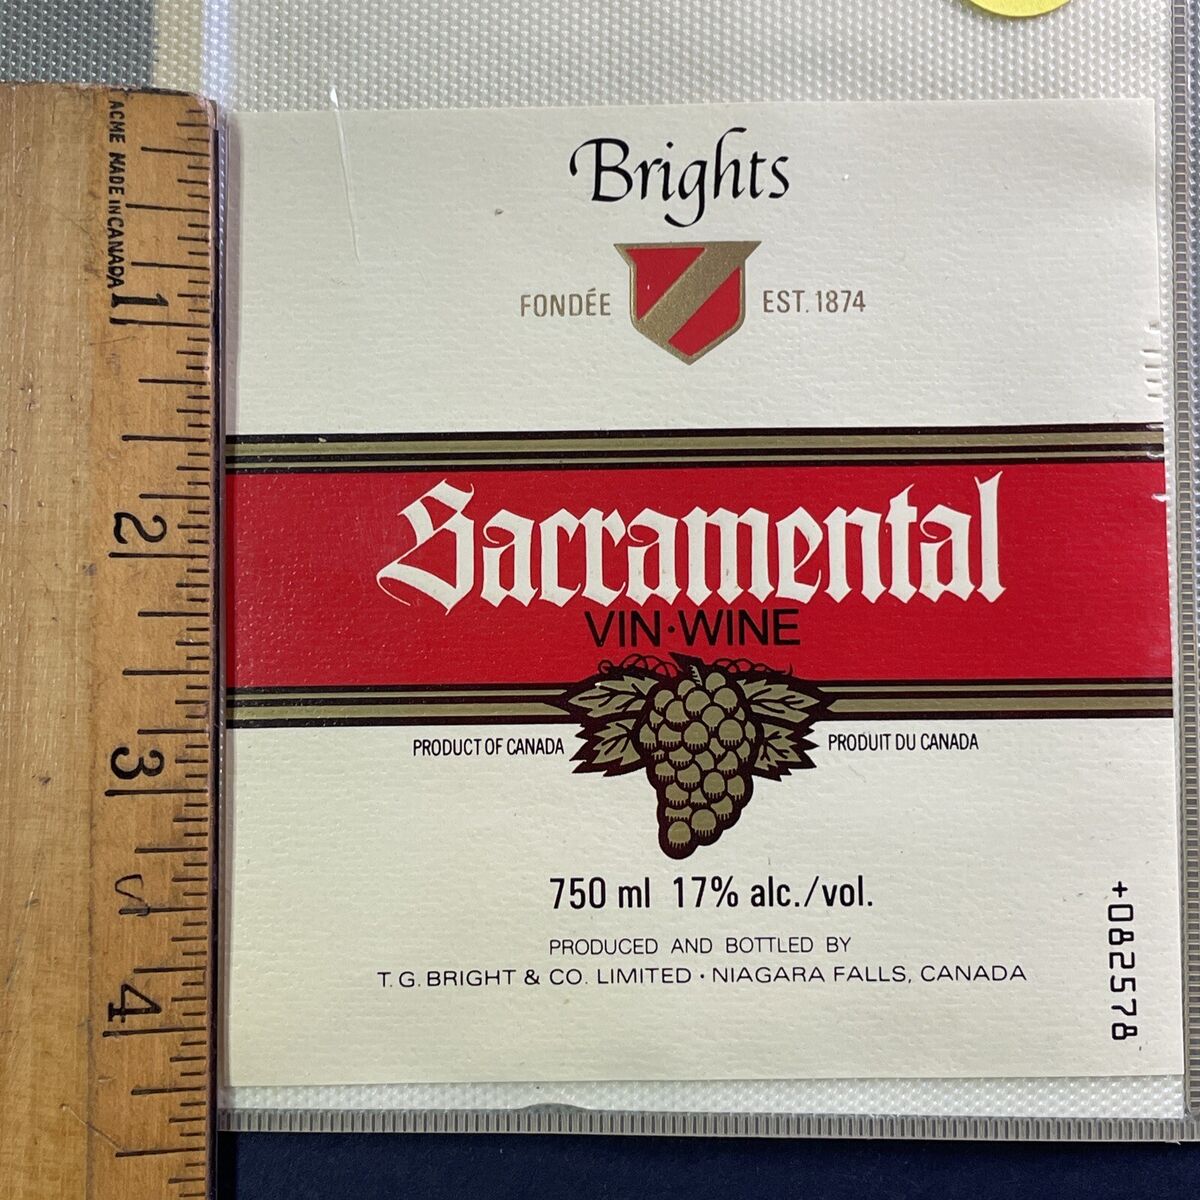 Brights
FONDÉE EST. 1874
Sacramental
VIN·WINE
PRODUCT OF CANADA PRODUIT DU CANADA
750 ml 17% alc./vol.
PRODUCED AND BOTTLED BY
T. G. BRIGHT & CO. LIMITED · NIAGARA FALLS, CANADA
+082578
ACME MADE IN CANADA
1
2
3
4